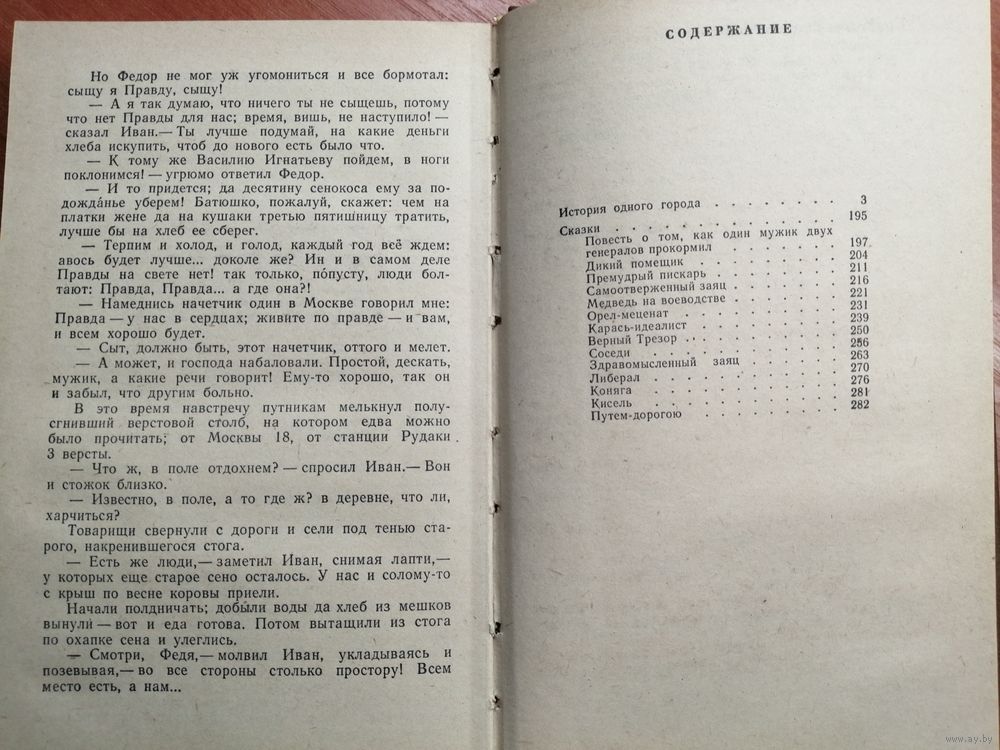 Но Федор не мог уж угомониться и все бормотал:
сыщу я Правду, сыщу!
— А я так думаю, что ничего ты не сыщешь, потому
что нет Правды для нас; время, вишь, не наступило! —
сказал Иван.— Ты лучше подумай, на какие деньги
хлеба искупить, чтоб до нового есть было что.
— К тому же Василию Игнатьеву пойдем, в ноги
поклонимся! — угрюмо ответил Федор.
— И то придется; да десятину сенокоса ему за по-
дожда́нье уберем! Батюшко, пожалуй, скажет: чем на
платки жене да на кушаки третью пятишницу тратить,
лучше бы на хлеб ее сберег.
— Терпим и холод, и голод, каждый год всё ждем:
авось будет лучше... доколе же? Ин и в самом деле
Правды на свете нет! так только, по́пусту, люди бол-
тают: Правда, Правда... а где она?!
— Намеднись начетчик один в Москве говорил мне:
Правда — у нас в сердцах; живите по правде — и вам,
и всем хорошо будет.
— Сыт, должно быть, этот начетчик, оттого и мелет.
— А может, и господа набаловали. Простой, дескать,
мужик, а какие речи говорит! Ему-то хорошо, так он
и забыл, что другим больно.
В это время навстречу путникам мелькнул полу-
сгнивший верстовой столб, на котором едва можно
было прочитать; от Москвы 18, от станции Рудаки
3 версты.
— Что ж, в поле отдохнем? — спросил Иван.— Вон
и стожок близко.
— Известно, в поле, а то где ж? в деревне, что ли,
харчиться?
Товарищи свернули с дороги и сели под тенью ста-
рого, накренившегося стога.
— Есть же люди,— заметил Иван, снимая лапти,—
у которых еще старое сено осталось. У нас и солому-то
с крыш по весне коровы приели.
Начали полдничать; добыли воды да хлеб из мешков
вынули — вот и еда готова. Потом вытащили из стога
по охапке сена и улеглись.
— Смотри, Федя,— молвил Иван, укладываясь и
позевывая,— во все стороны столько простору! Всем
место есть, а нам...
СОДЕРЖАНИЕ
История одного города . . . . . . . . 3
Сказки . . . . . . . . . . . . 195
Повесть о том, как один мужик двух
генералов прокормил . . . . . . . 197
Дикий помещик . . . . . . . . . 204
Премудрый пискарь . . . . . . . . 211
Самоотверженный заяц . . . . . . . 216
Медведь на воеводстве . . . . . . . 221
Орел-меценат . . . . . . . . . 231
Карась-идеалист . . . . . . . . . 239
Верный Трезор . . . . . . . . . 250
Соседи . . . . . . . . . . . 256
Здравомысленный заяц . . . . . . . 263
Либерал . . . . . . . . . . . 270
Коняга . . . . . . . . . . . 276
Кисель . . . . . . . . . . . 281
Путем-дорогою . . . . . . . . . 282
www.ay.by